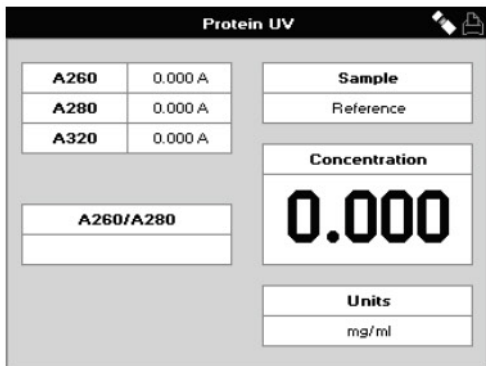 Protein UV
A260 0.000 A
A280 0.000 A
A320 0.000 A
A260/A280
Sample
Reference
Concentration
0.000
Units
mg/ml